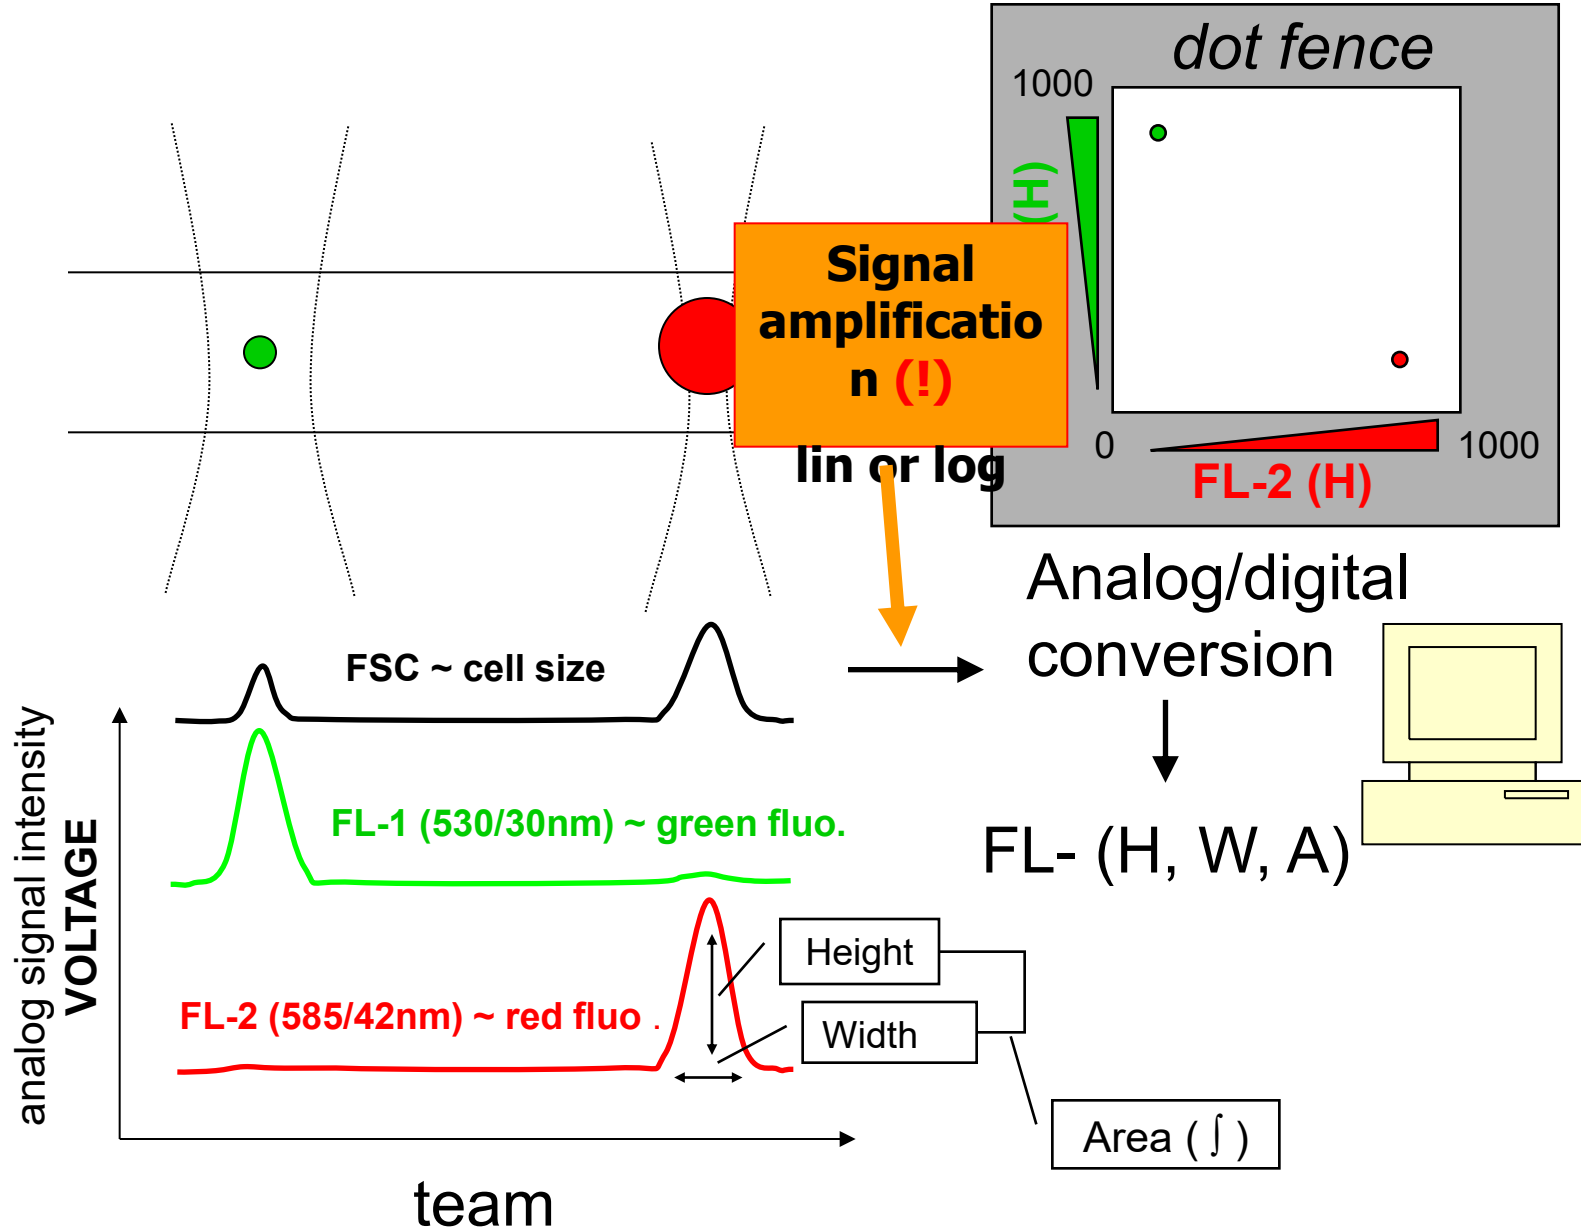 dot fence
1000
(H)
Signal
amplificatio
n (!)
lin or log
0
1000
FL-2 (H)
Analog/digital
conversion
FSC ~ cell size
FL-1 (530/30nm) ~ green fluo.
FL- (H, W, A)
analog signal intensity
VOLTAGE
Height
FL-2 (585/42nm) ~ red fluo .
Width
Area ( ∫ )
team